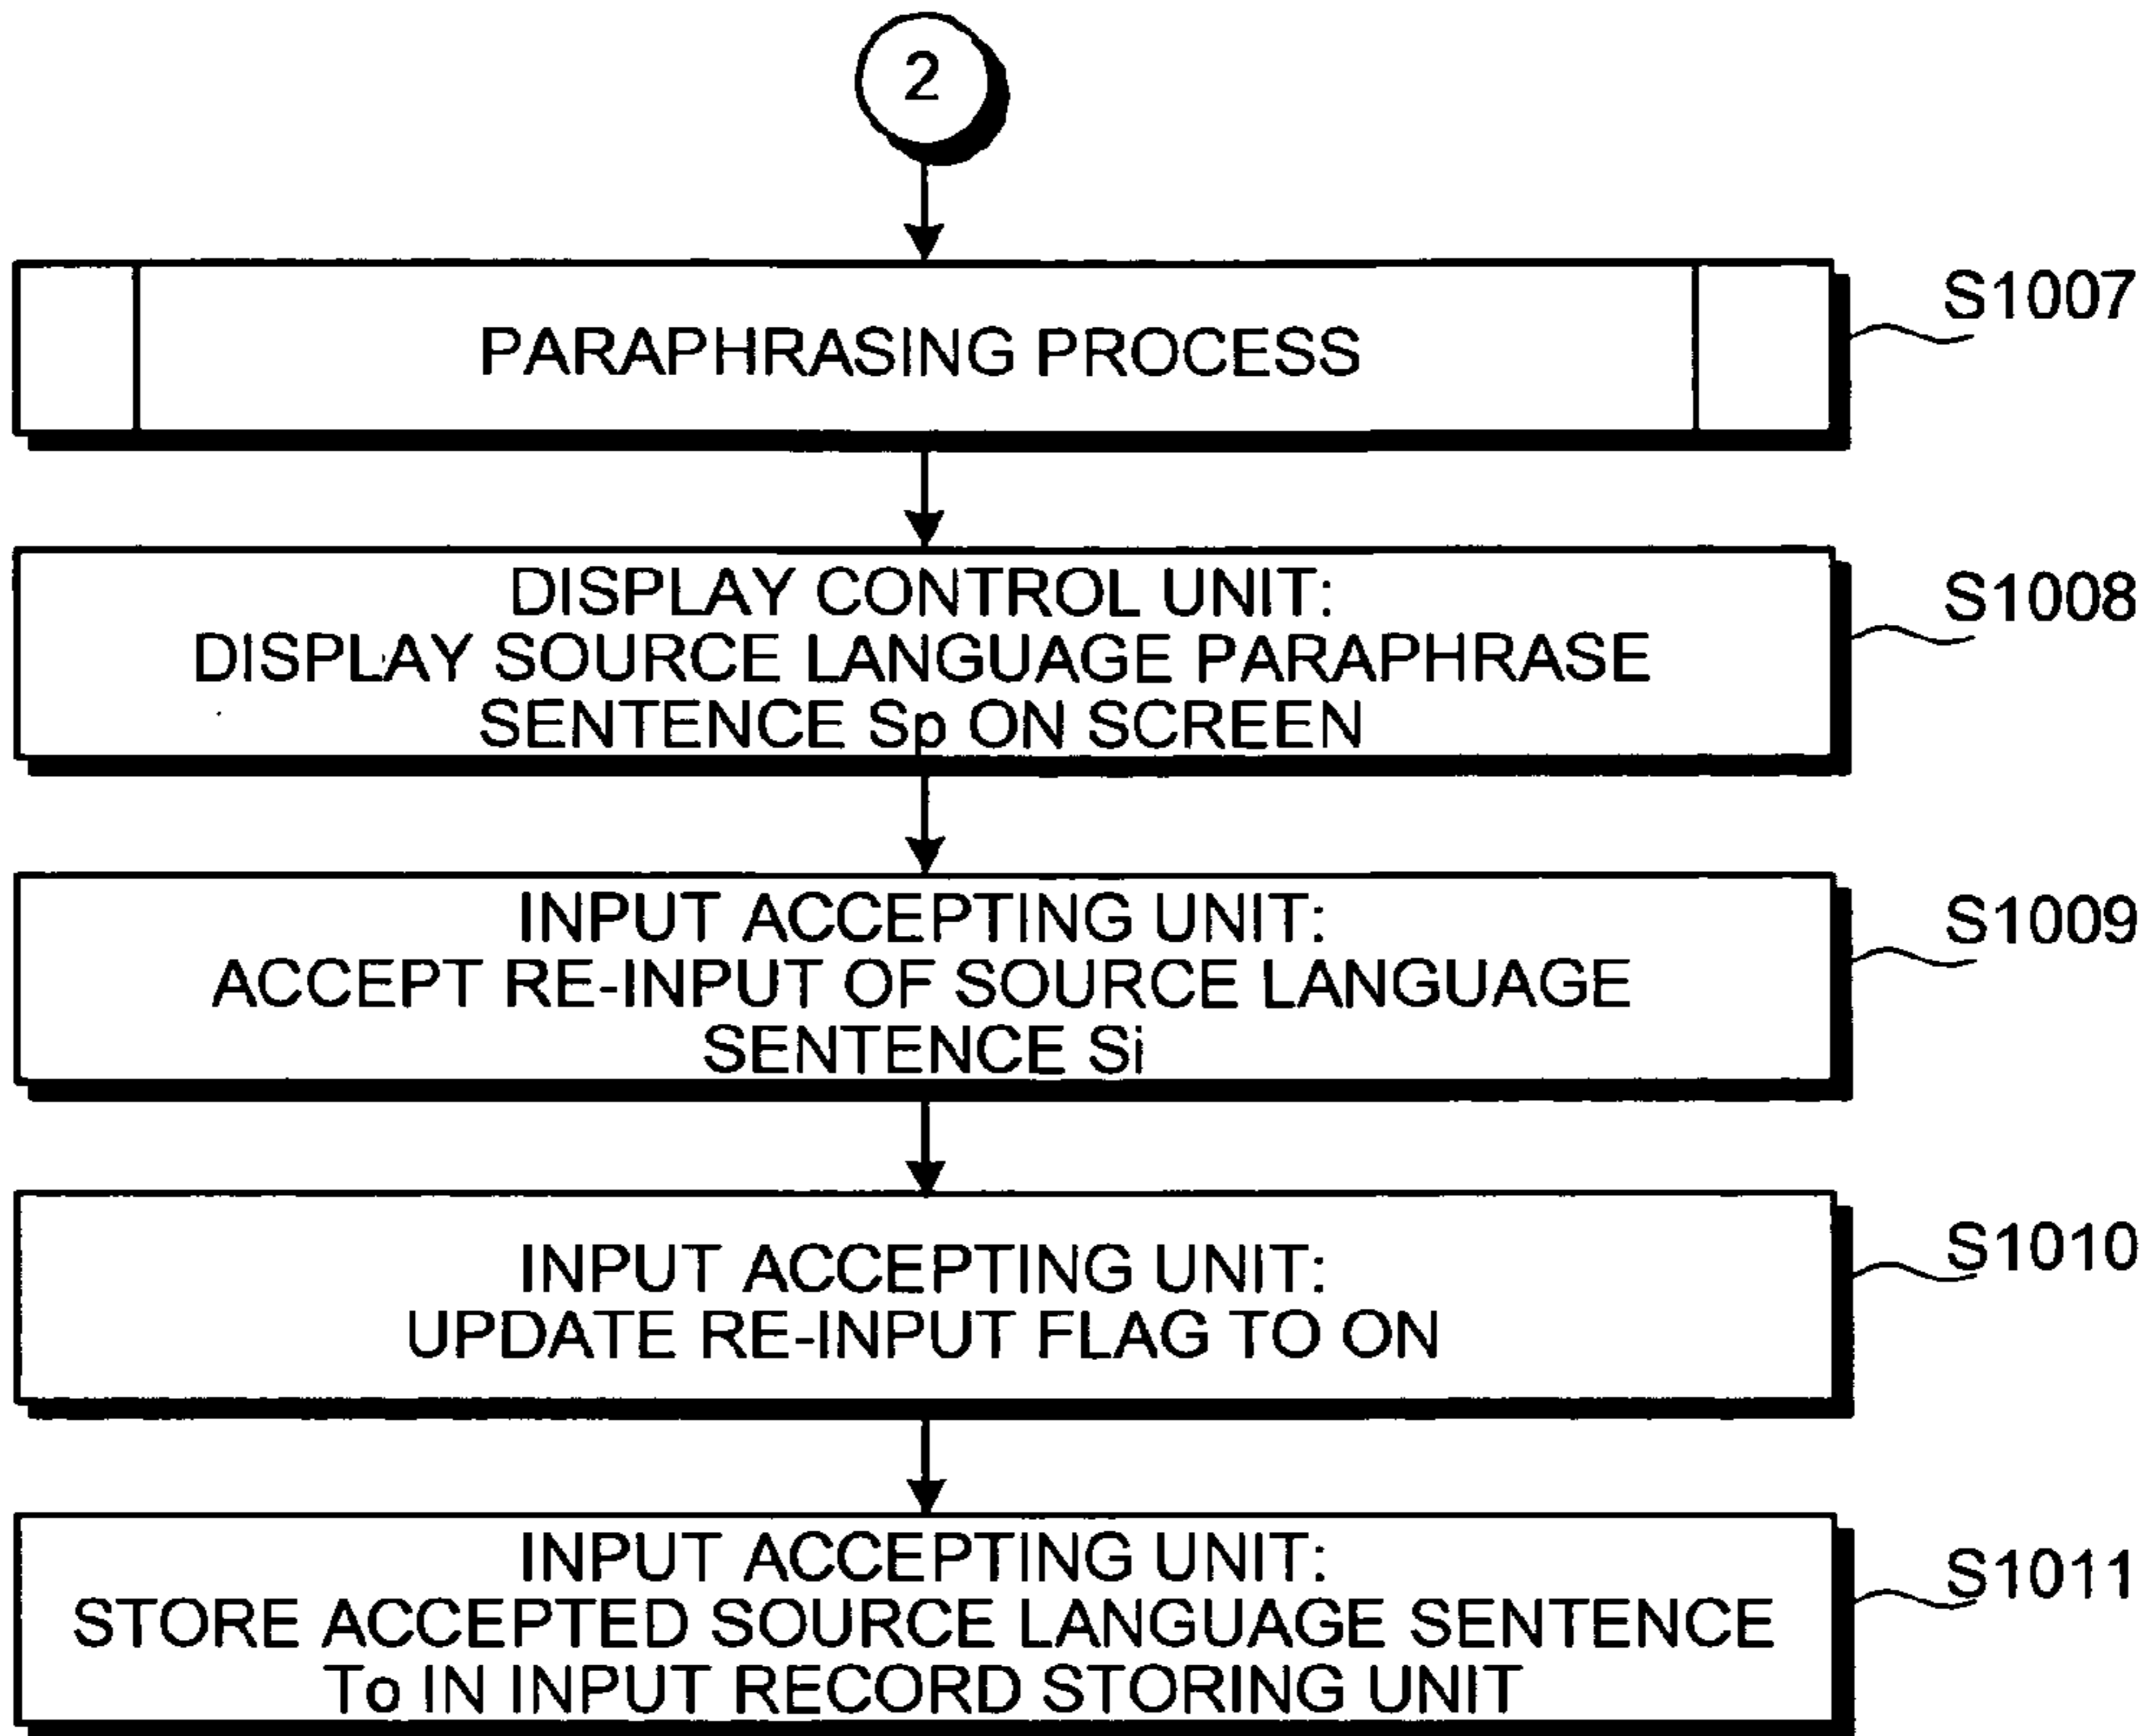 2
PARAPHRASING PROCESS
S1007
DISPLAY CONTROL UNIT:
DISPLAY SOURCE LANGUAGE PARAPHRASE
SENTENCE Sp ON SCREEN
S1008
INPUT ACCEPTING UNIT:
ACCEPT RE-INPUT OF SOURCE LANGUAGE
SENTENCE Si
S1009
INPUT ACCEPTING UNIT:
UPDATE RE-INPUT FLAG TO ON
S1010
INPUT ACCEPTING UNIT:
STORE ACCEPTED SOURCE LANGUAGE SENTENCE
To IN INPUT RECORD STORING UNIT
S1011